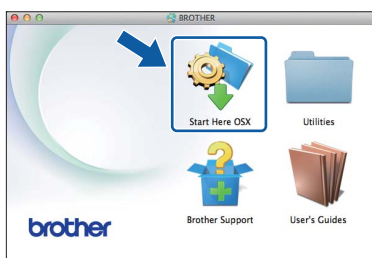 BROTHER
Start Here OSX
Utilities
Brother Support
User's Guides
brother